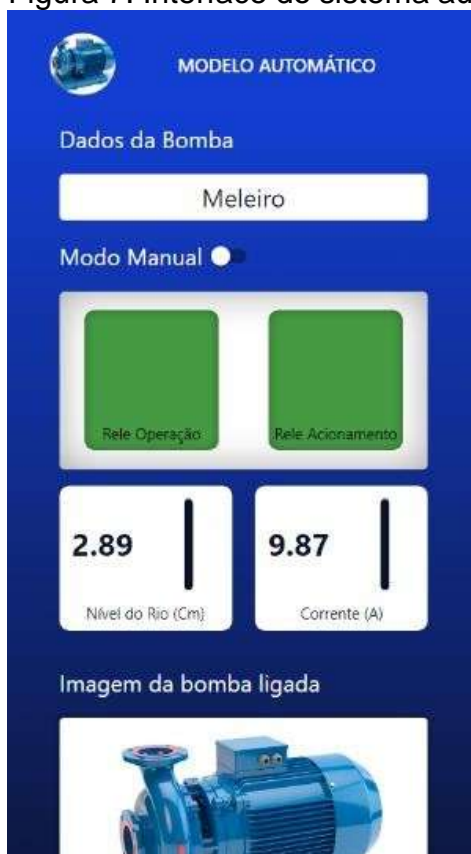 Figura 7: Interface do sistema au
MODELO AUTOMÁTICO
Dados da Bomba
Meleiro
Modo Manual
Rele Operação
Rele Acionamento
2.89
9.87
Nível do Rio (Cm)
Corrente (A)
Imagem da bomba ligada